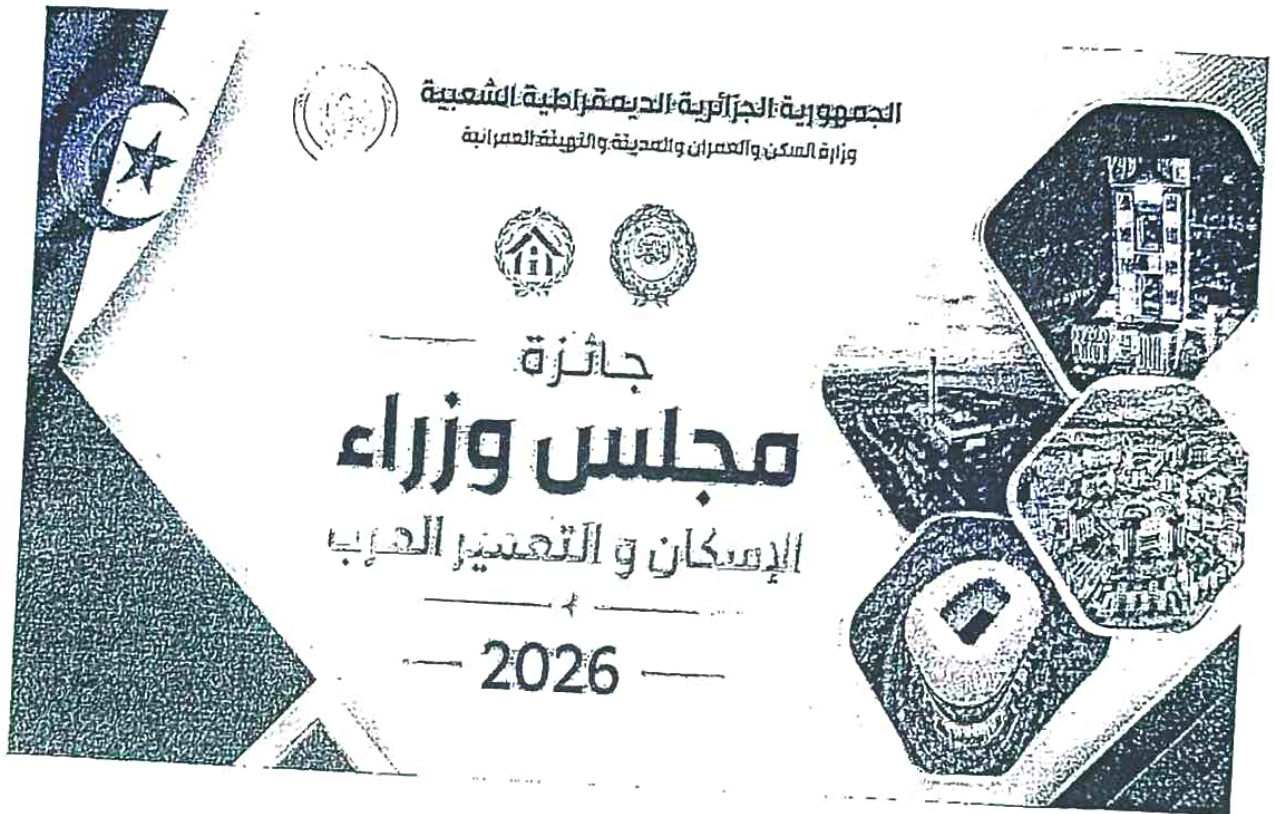 الجمهورية الجزائرية الديمقراطية الشعبية
وزارة السكن والعمران والمدينة والتهيئة العمرانية
جائزة
مجلس وزراء
الإسكان و التعمير العرب
2026